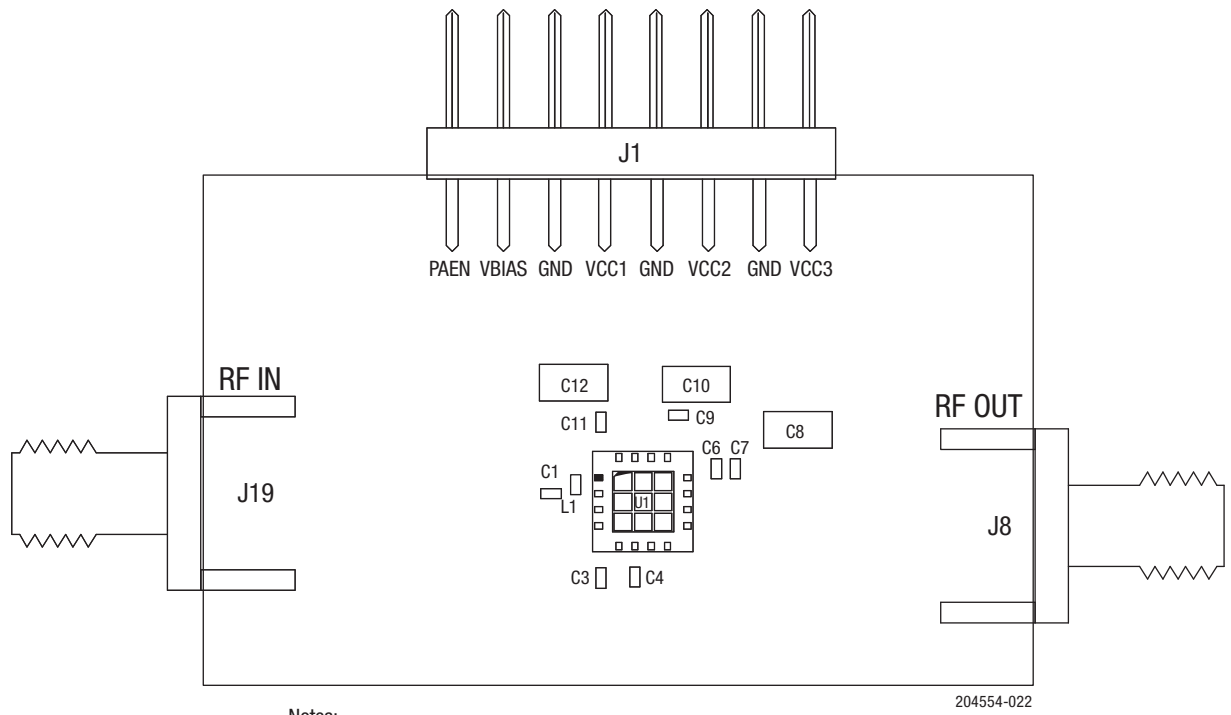 J1
PAEN VBIAS GND VCC1 GND VCC2 GND VCC3
RF IN
C12
C10
C11
C9
C8
RF OUT
C6 C7
C1
L1
U1
J19
J8
C3
C4
204554-022
Notes: